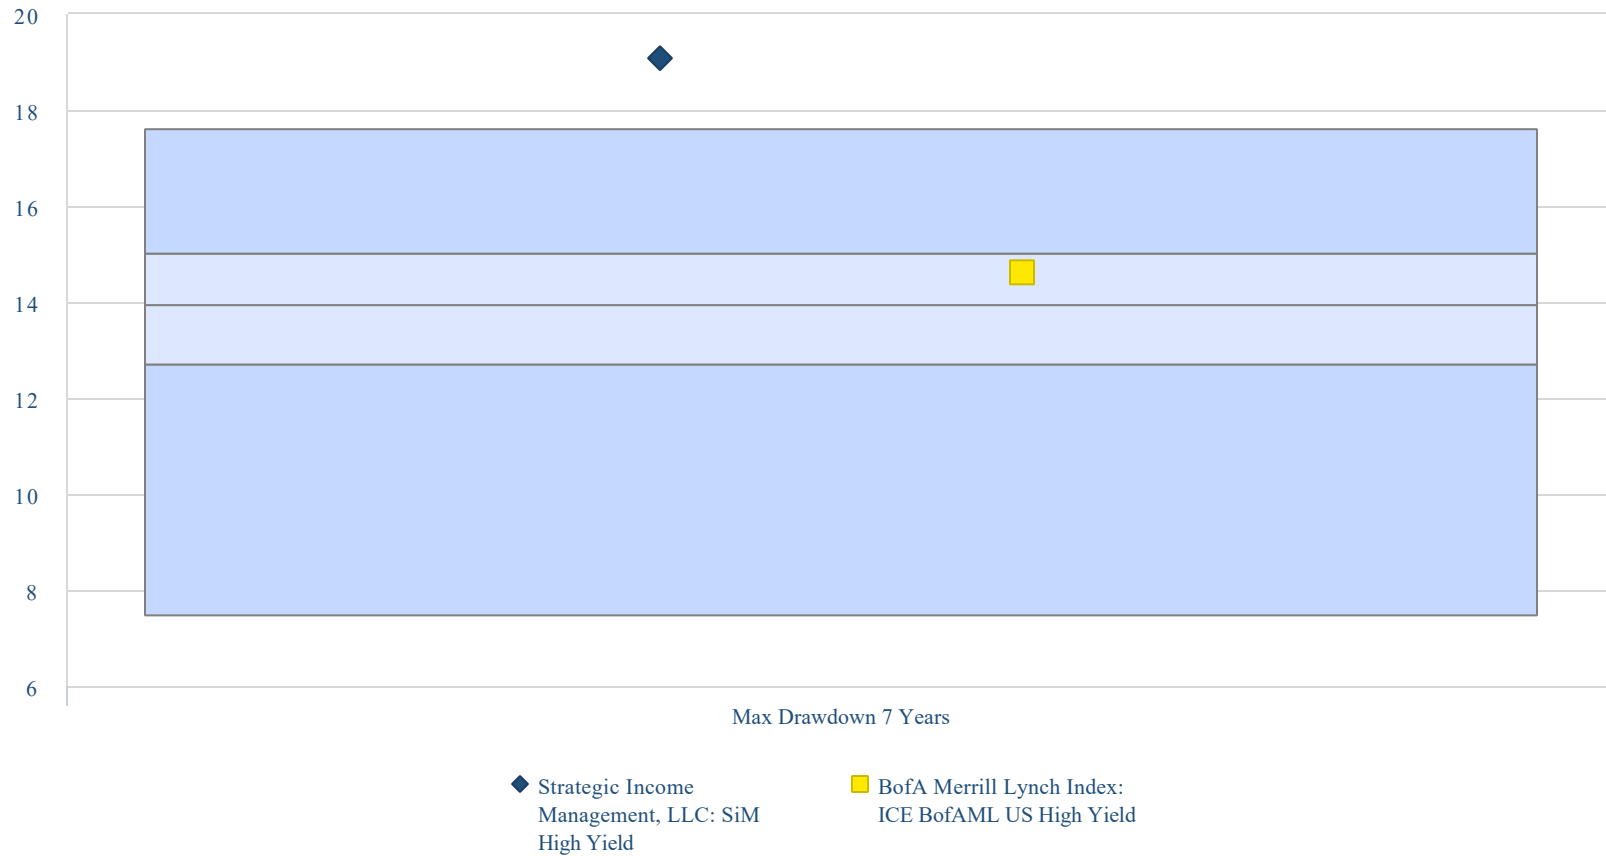 20
18
16
14
12
10
8
6
Max Drawdown 7 Years
Strategic Income
Management, LLC: SiM
High Yield
BofA Merrill Lynch Index:
ICE BofAML US High Yield